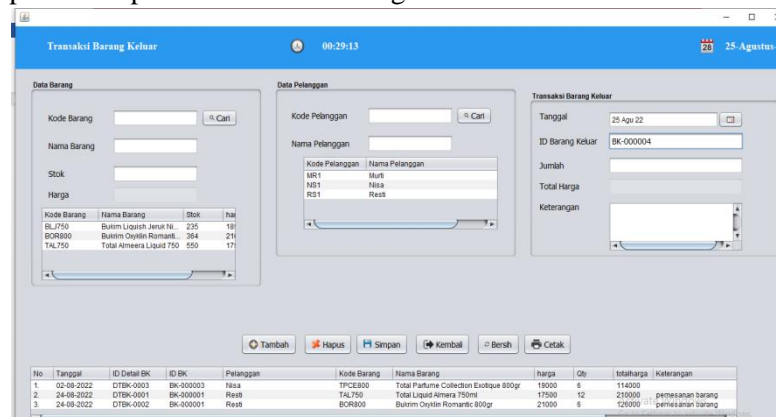 Transaksi Barang Keluar
00:29:13
28
25-Agustus-
Data Barang
Kode Barang
Cari
Nama Barang
Stok
Harga
Kode Barang Nama Barang Stok
BLJ750 Bukim Liquish Jeruk Ni... 235
BOR800 Bukrim Oxyklin Romanti... 364
TAL750 Total Almeera Liquid 750 550
Data Pelanggan
Kode Pelanggan
Cari
Nama Pelanggan
Kode Pelanggan Nama Pelanggan
MR1 Murti
NS1 Nisa
RS1 Resti
Transaksi Barang Keluar
Tanggal 25 Agu 22
ID Barang Keluar BK-000004
Jumlah
Total Harga
Keterangan
Tambah Hapus Simpan Kembali Bersih Cetak
No Tanggal ID Detail BK ID BK Pelanggan Kode Barang Nama Barang harga Qty totalharga Keterangan
1. 02-08-2022 DTBK-0003 BK-000003 Nisa TPCE800 Total Parfume Collection Exotique 800gr 19000 6 114000
2. 24-08-2022 DTBK-0001 BK-000001 Resti TAL750 Total Liquid Almera 750ml 17500 12 210000 pemesanan barang
3. 24-08-2022 DTBK-0002 BK-000001 Resti BOR800 Bukrim Oxyklin Romantic 800gr 21000 6 126000 pemesanan barang